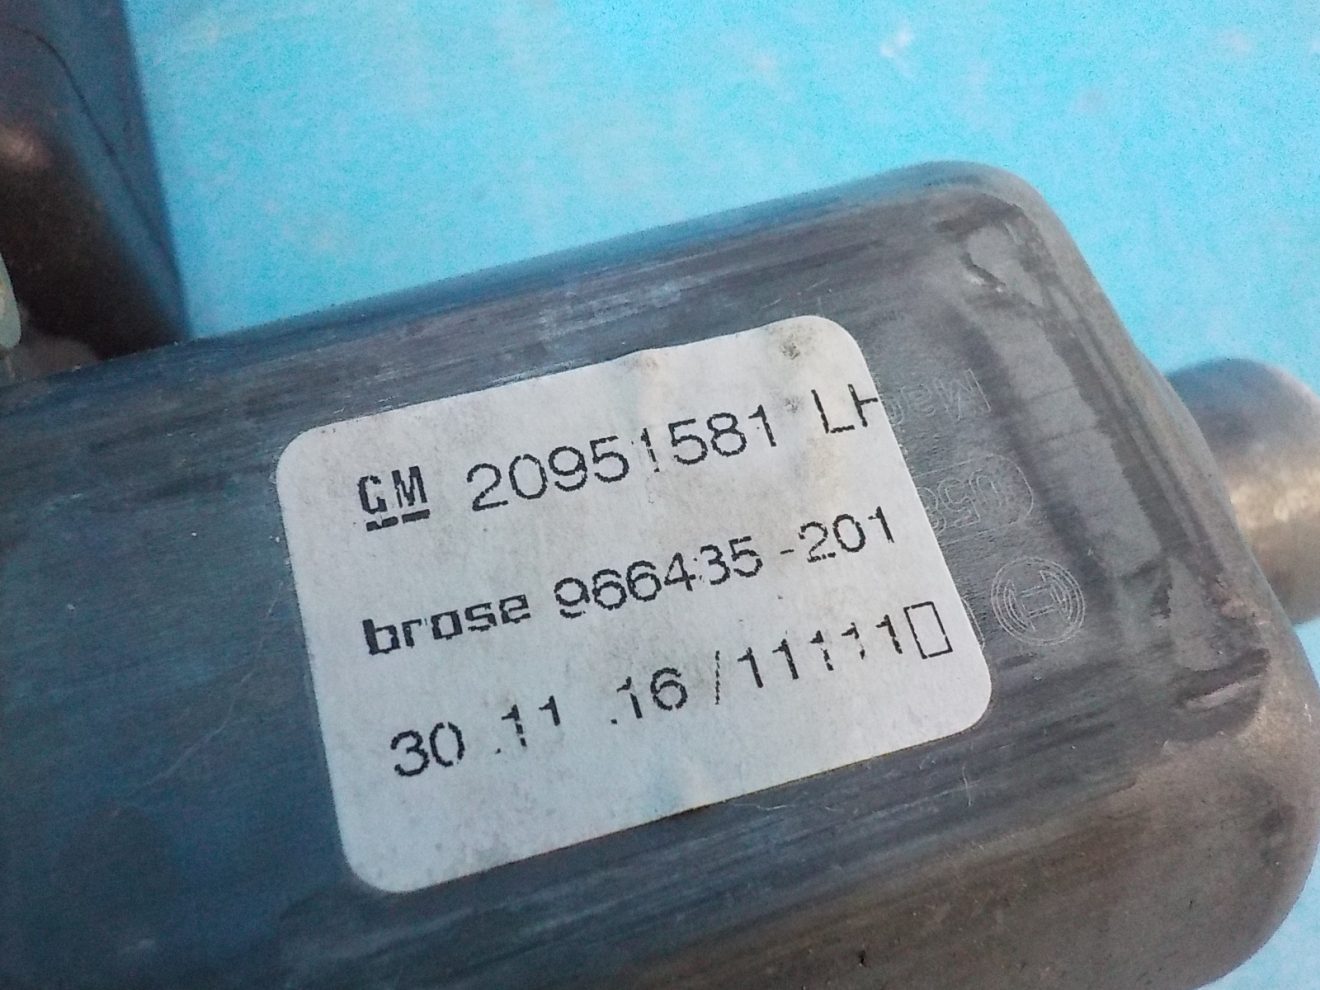 GM 20951581 LH
brose 966435-201
30.11.16/11111▯